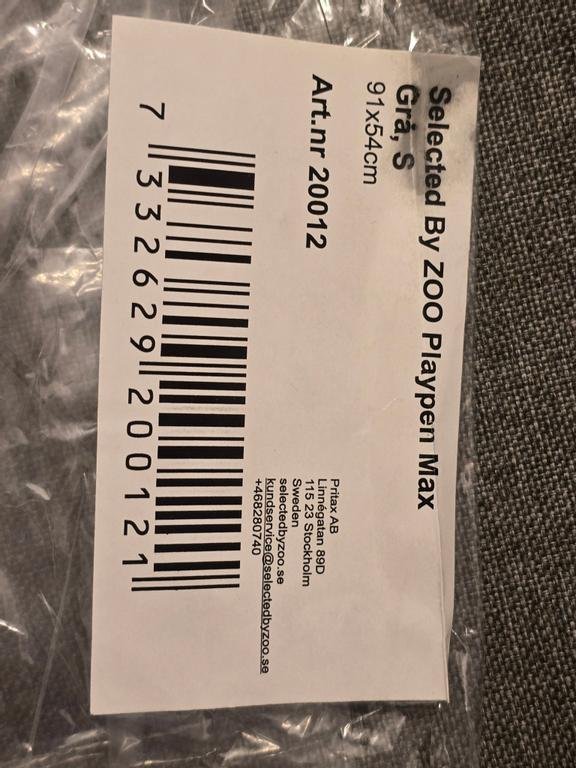 Selected By ZOO Playpen Max
Grå, S
91x54cm
Art.nr 20012
Pritax AB
Linnégatan 89D
115 23 Stockholm
Sweden
selectedbyzoo.se
kundservice@selectedbyzoo.se
+468280740
7 332629 200121